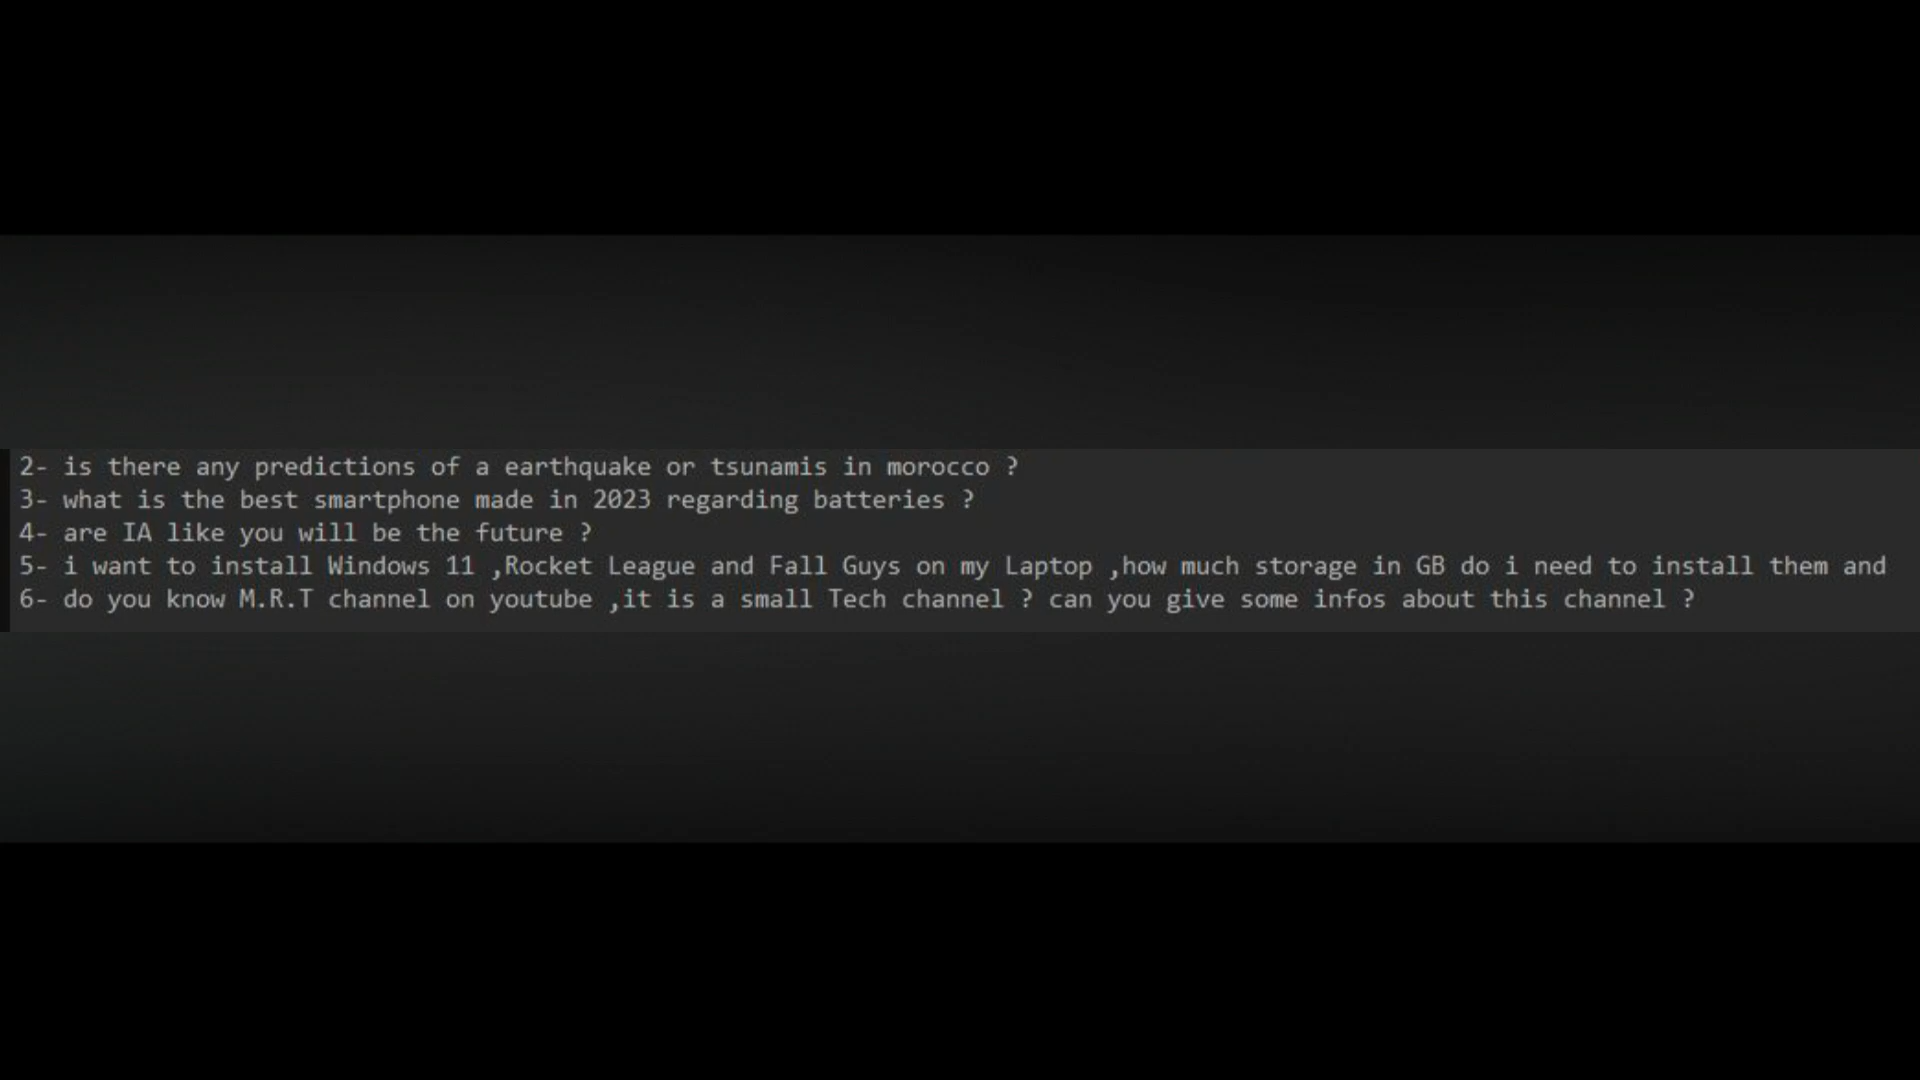 2- is there any predictions of a earthquake or tsunamis in morocco ?
3- what is the best smartphone made in 2023 regarding batteries ?
4- are IA like you will be the future ?
5- i want to install Windows 11 ,Rocket League and Fall Guys on my Laptop ,how much storage in GB do i need to install them and
6- do you know M.R.T channel on youtube ,it is a small Tech channel ? can you give some infos about this channel ?